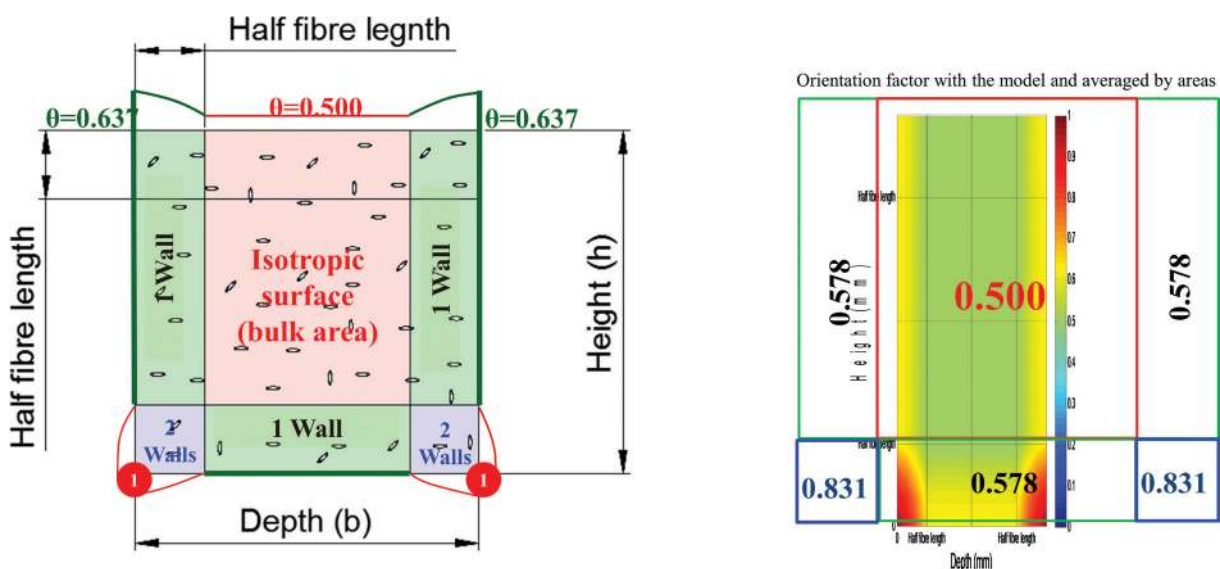 Half fibre legnth
θ=0.637
θ=0.500
θ=0.637
Half fibre length
1 Wall
Isotropic
surface
(bulk area)
1 Wall
Height (h)
2
Walls
1 Wall
2
Walls
1
1
Depth (b)
Orientation factor with the model and averaged by areas
1
0.9
0.8
0.7
0.6
0.5
0.4
0.3
0.2
0.1
0
Half fibre length
0.578
Height (mm)
0.500
0.578
Half fibre length
0.831
0.578
0.831
0
0
Half fibre length
Half fibre length
Depth (mm)